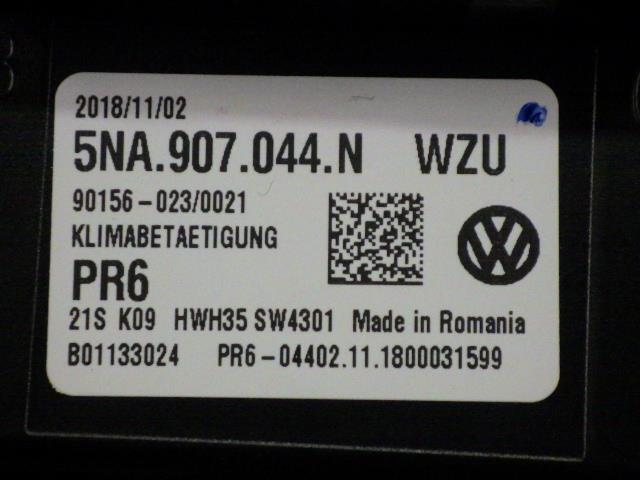 2018/11/02
5NA.907.044.N WZU
90156-023/0021
KLIMABETAETIGUNG
PR6
21S K09 HWH35 SW4301 Made in Romania
B01133024 PR6-04402.11.1800031599